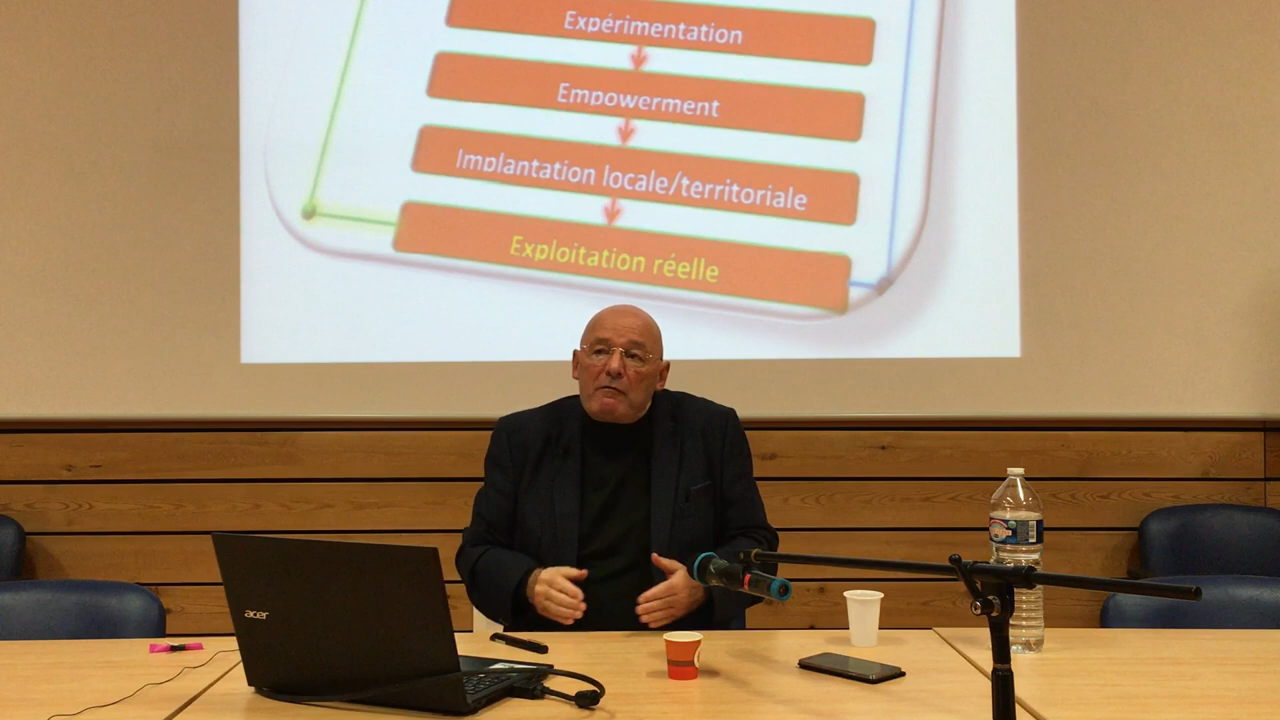 Expérimentation
Empowerment
Implantation locale/territoriale
Exploitation réelle
acer